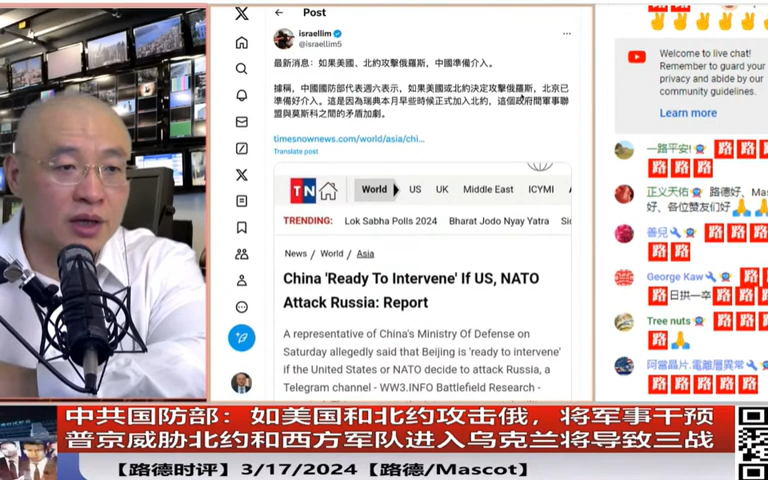 Post
israellim
@israellim5
最新消息：如果美國、北約攻擊俄羅斯，中國準備介入。
據稱，中國國防部代表週六表示，如果美國或北約決定攻擊俄羅斯，北京已
準備好介入。這是因為瑞典本月早些時候正式加入北約，這個政府間軍事聯
盟與莫斯科之間的矛盾加劇。
timesnownews.com/world/asia/chi...
Translate post
TN
World US UK Middle East ICYMI
TRENDING: Lok Sabha Polls 2024 Bharat Jodo Nyay Yatra
News / World / Asia
China 'Ready To Intervene' If US, NATO
Attack Russia: Report
A representative of China's Ministry Of Defense on
Saturday allegedly said that Beijing is 'ready to intervene'
if the United States or NATO decide to attack Russia, a
Telegram channel - WW3.INFO Battlefield Research -
路 路 路 路
Welcome to live chat!
Remember to guard your
privacy and abide by our
community guidelines.
Learn more
一路平安! 路 路
路 路 路
正义天佑 路德好、
好、各位赞友们好
善兒 路 路 路
路 路
George Kaw 路
路 日拱一卒 路 路 路
Tree nuts 路 路
路
阿當晶片.電離層異常
路 路 路 路 路
中共国防部：如美国和北约攻击俄，将军事干预
普京威胁北约和西方军队进入乌克兰将导致三战
【路德时评】3/17/2024【路德/Mascot】